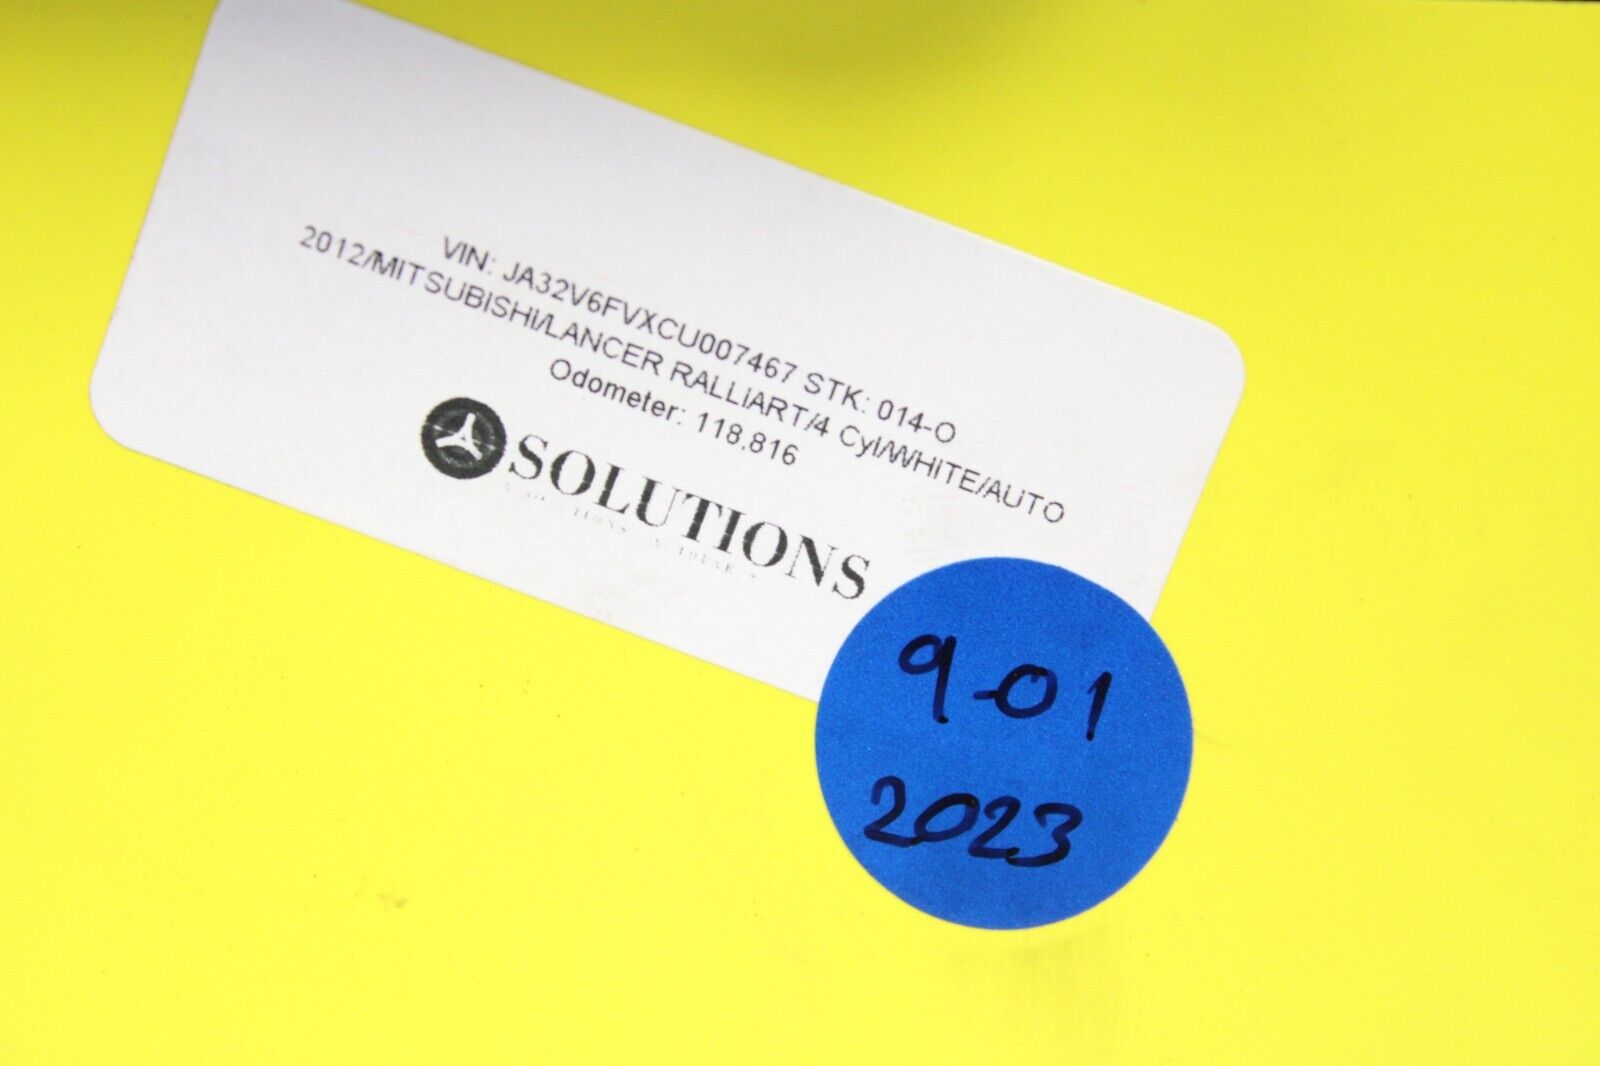 VIN: JA32V6FVXCU007467 STK: 014-O
2012/MITSUBISHI/LANCER RALLIART/4 Cyl/WHITE/AUTO
Odometer: 118,816
SOLUTIONS
9-01
2023